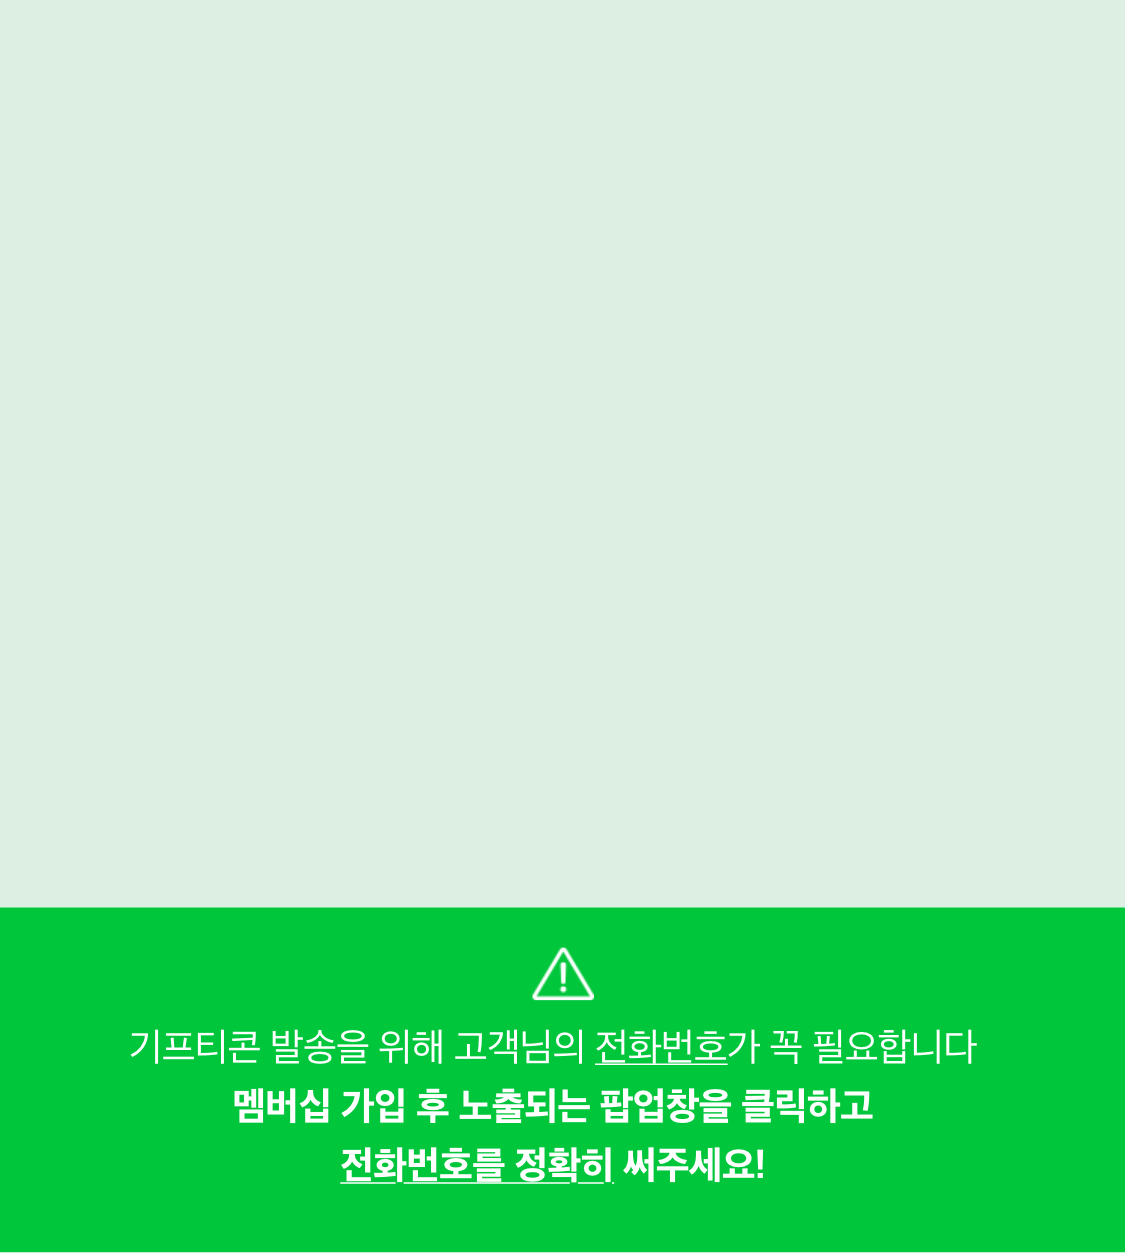 기프티콘 발송을 위해 고객님의 전화번호가 꼭 필요합니다
멤버십 가입 후 노출되는 팝업창을 클릭하고
전화번호를 정확히 써주세요!